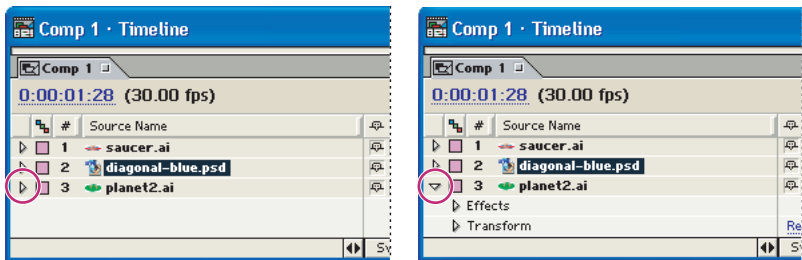 Comp 1 · Timeline
Comp 1
0:00:01:28 (30.00 fps)
# Source Name
1 saucer.ai
2 diagonal-blue.psd
3 planet2.ai
Comp 1 · Timeline
Comp 1
0:00:01:28 (30.00 fps)
# Source Name
1 saucer.ai
2 diagonal-blue.psd
3 planet2.ai
Effects
Transform
Re